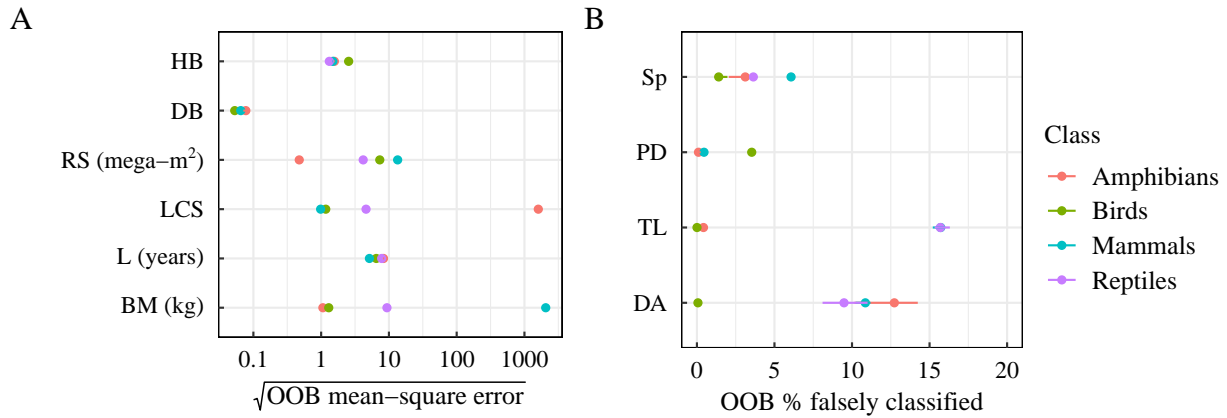 A
HB
DB
RS (mega−m²)
LCS
L (years)
BM (kg)
0.1 1 10 1000
√OOB mean−square error
B
Sp
PD
TL
DA
0 5 10 15 20
OOB % falsely classified
Class
Amphibians
Birds
Mammals
Reptiles